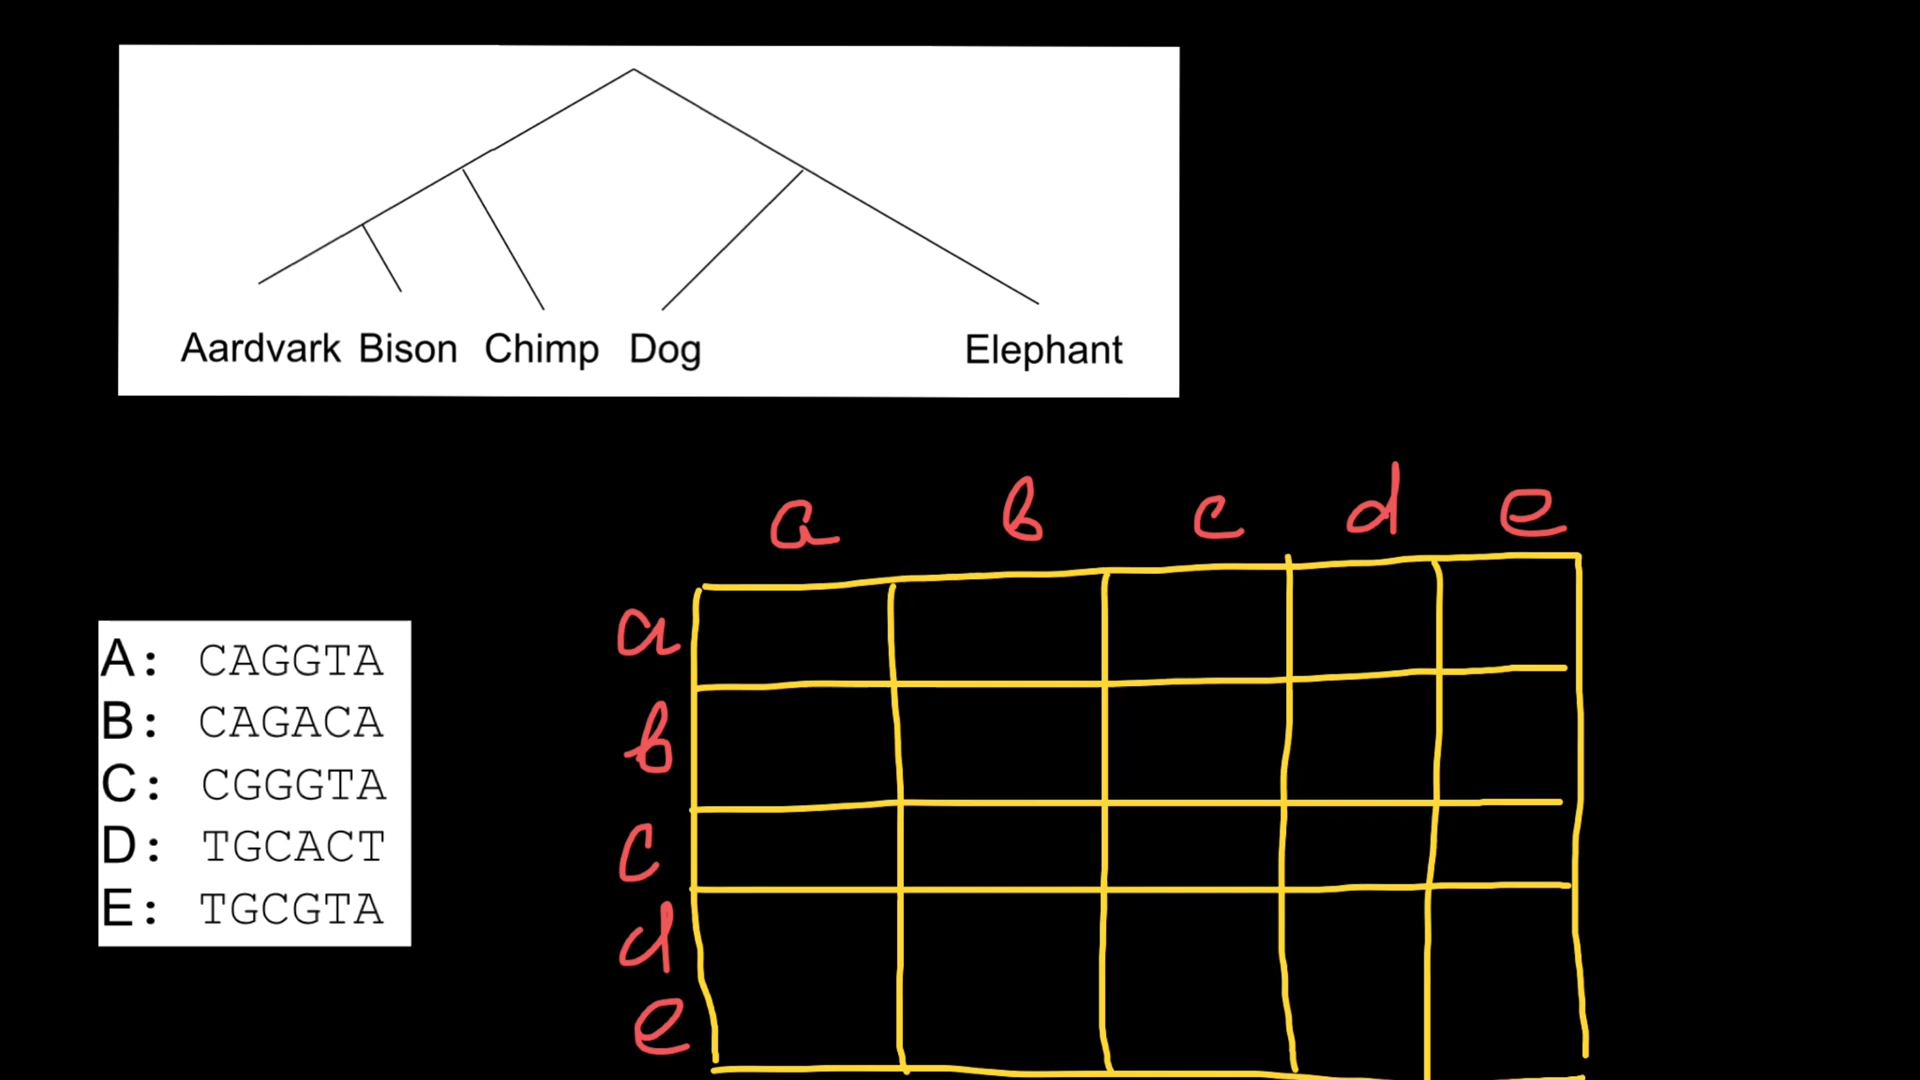 Aardvark Bison Chimp Dog Elephant
a b c d e
a
b
c
d
e
A: CAGGTA
B: CAGACA
C: CGGGTA
D: TGCACT
E: TGCGTA